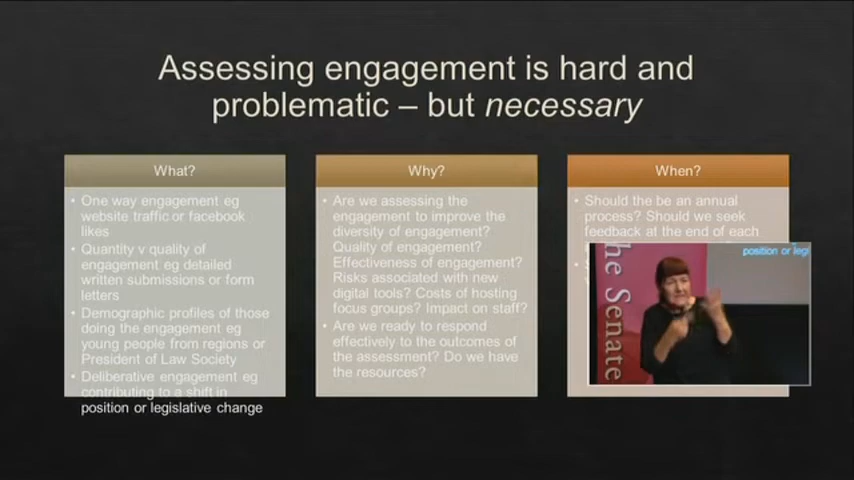 Assessing engagement is hard and
problematic – but necessary
What?
• One way engagement eg
website traffic or facebook
likes
• Quantity v quality of
engagement eg detailed
written submissions or form
letters
• Demographic profiles of those
doing the engagement eg
young people from regions or
President of Law Society
• Deliberative engagement eg
contributing to a shift in
position or legislative change
Why?
• Are we assessing the
engagement to improve the
diversity of engagement?
Quality of engagement?
Effectiveness of engagement?
Risks associated with new
digital tools? Costs of hosting
focus groups? Impact on staff?
• Are we ready to respond
effectively to the outcomes of
the assessment? Do we have
the resources?
When?
• Should the be an annual
process? Should we seek
feedback at the end of each
position or legi
he Senate